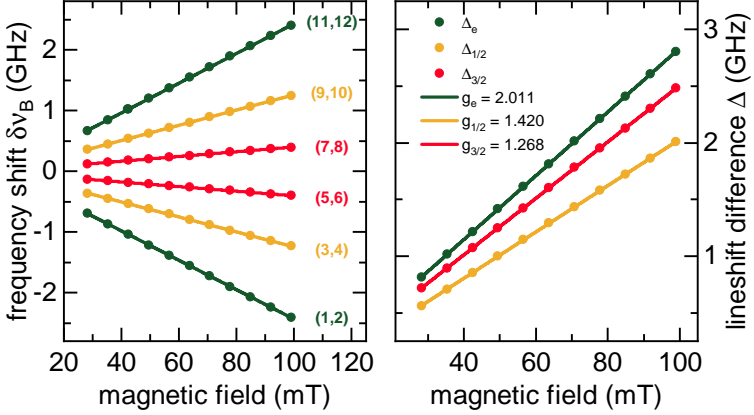 frequency shift δν_B (GHz)
2
1
0
-1
-2
(11,12)
(9,10)
(7,8)
(5,6)
(3,4)
(1,2)
20 40 60 80 100 120
magnetic field (mT)
Δ_e
Δ_1/2
Δ_3/2
g_e = 2.011
g_1/2 = 1.420
g_3/2 = 1.268
40 60 80 100
magnetic field (mT)
3
2
1
lineshift difference Δ (GHz)